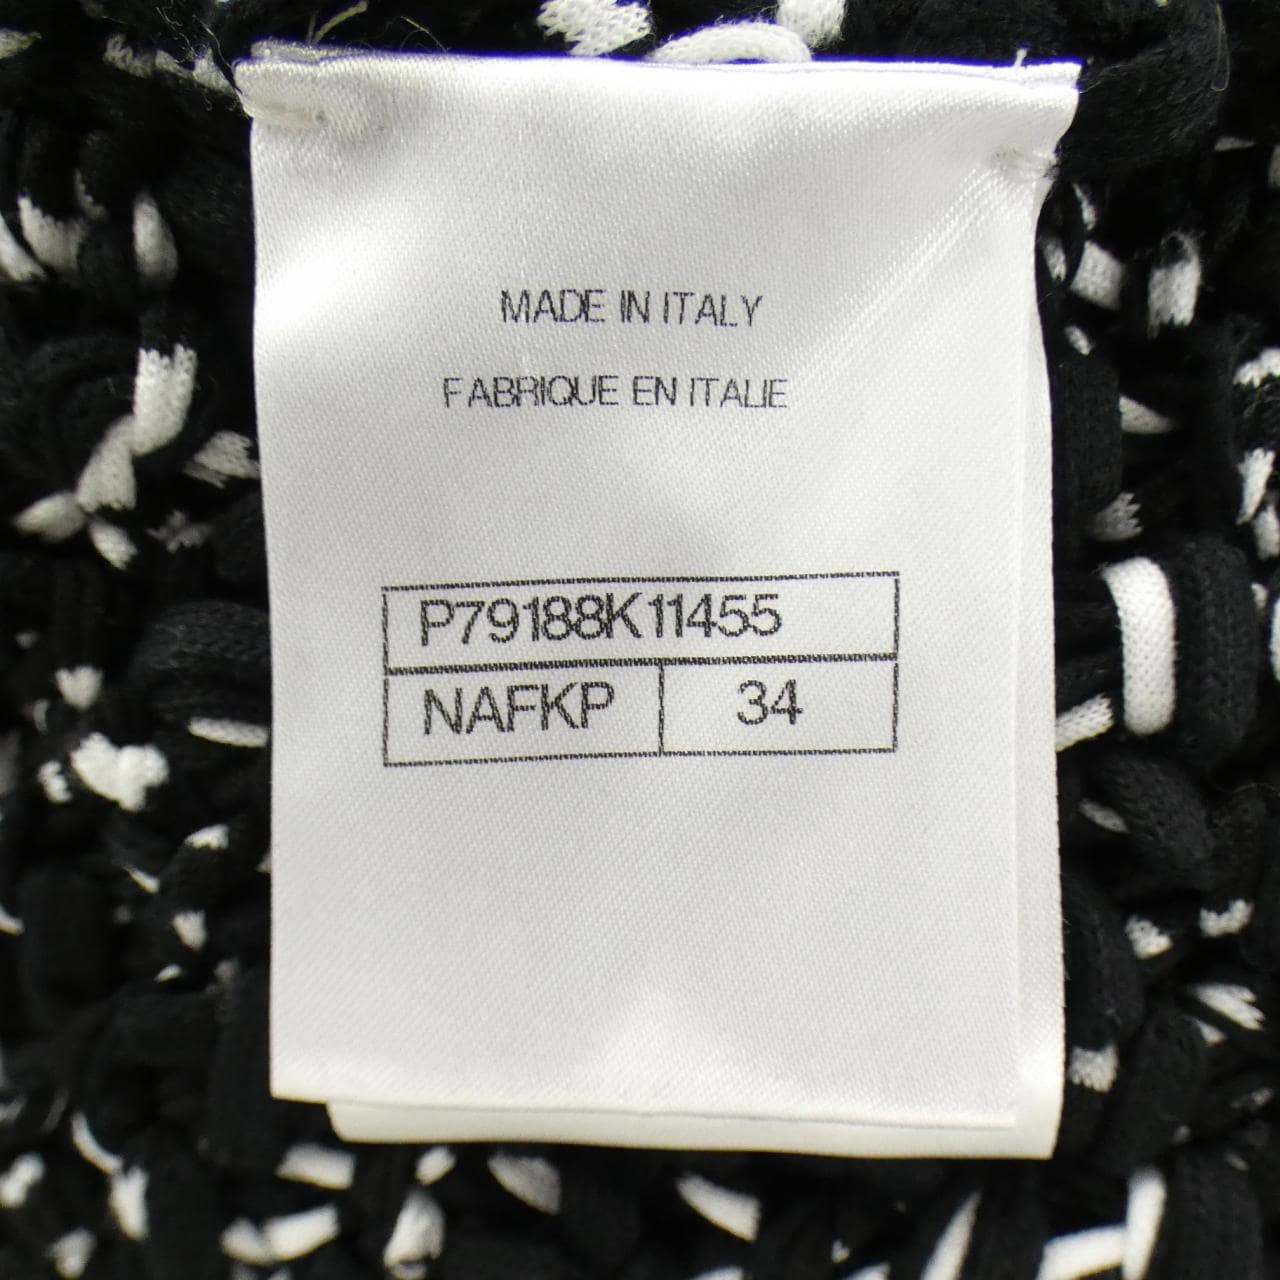 MADE IN ITALY
FABRIQUE EN ITALIE
P79188K11455
NAFKP 34